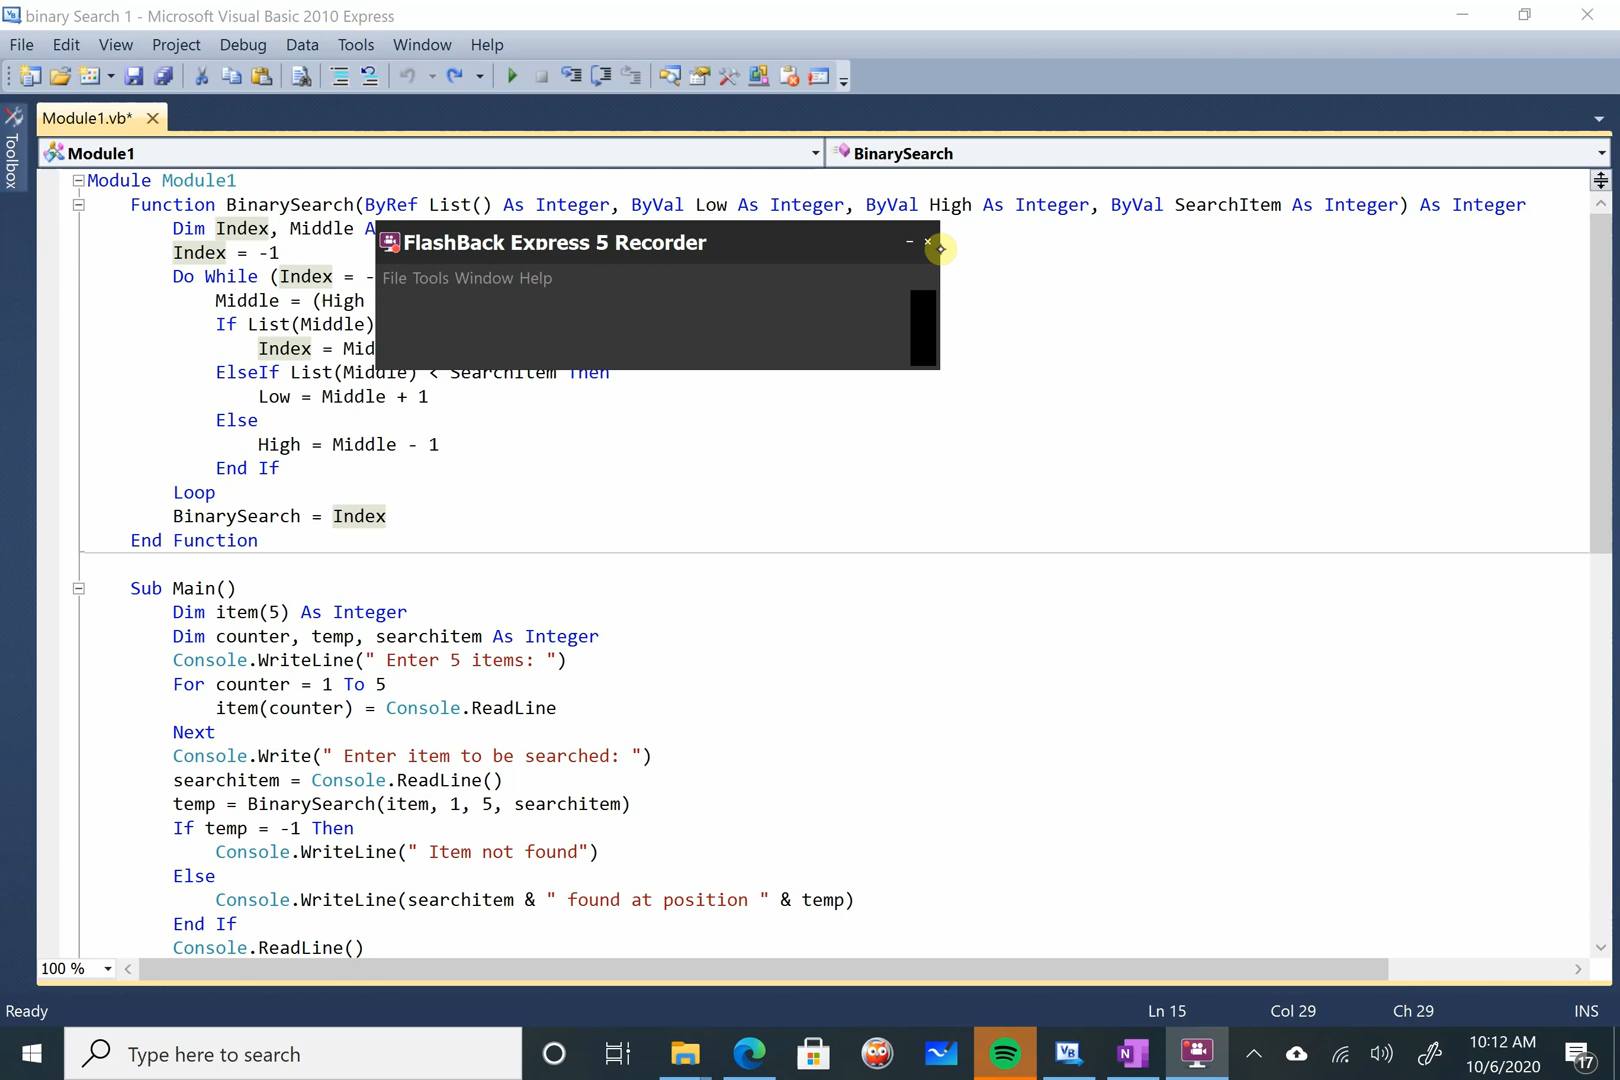 binary Search 1 - Microsoft Visual Basic 2010 Express
File Edit View Project Debug Data Tools Window Help
Module1.vb*
Toolbox
Module1 BinarySearch
Module Module1
Function BinarySearch(ByRef List() As Integer, ByVal Low As Integer, ByVal High As Integer, ByVal SearchItem As Integer) As Integer
Dim Index, Middle A
Index = -1
Do While (Index = -
Middle = (High
If List(Middle)
Index = Mid
ElseIf List(Middle) < SearchItem Then
Low = Middle + 1
Else
High = Middle - 1
End If
Loop
BinarySearch = Index
End Function
FlashBack Express 5 Recorder
File Tools Window Help
Sub Main()
Dim item(5) As Integer
Dim counter, temp, searchitem As Integer
Console.WriteLine(" Enter 5 items: ")
For counter = 1 To 5
item(counter) = Console.ReadLine
Next
Console.Write(" Enter item to be searched: ")
searchitem = Console.ReadLine()
temp = BinarySearch(item, 1, 5, searchitem)
If temp = -1 Then
Console.WriteLine(" Item not found")
Else
Console.WriteLine(searchitem & " found at position " & temp)
End If
Console.ReadLine()
100 %
Ready Ln 15 Col 29 Ch 29 INS
Type here to search
10:12 AM
10/6/2020
17